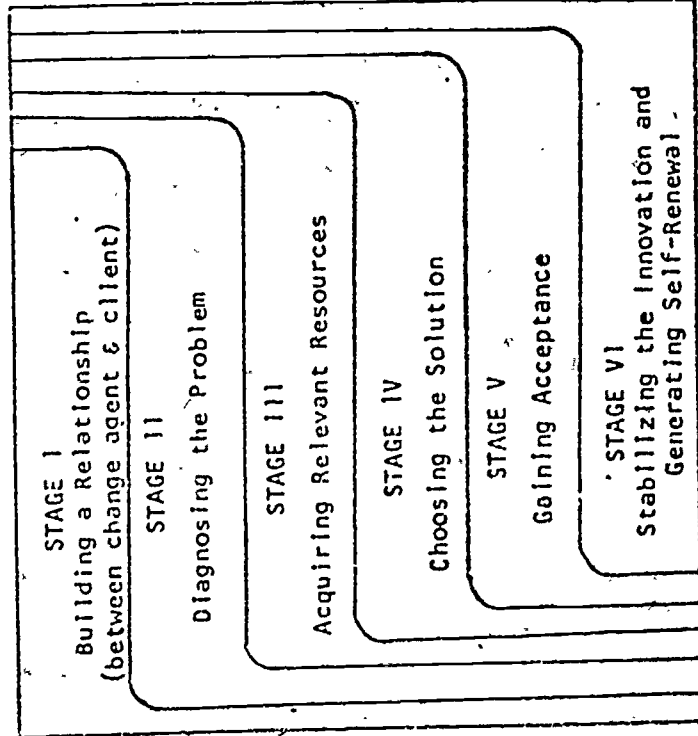 STAGE I
Building a Relationship
(between change agent & client)
STAGE II
Diagnosing the Problem
STAGE III
Acquiring Relevant Resources
STAGE IV
Choosing the Solution
STAGE V
Gaining Acceptance
STAGE VI
Stabilizing the Innovation and
Generating Self-Renewal